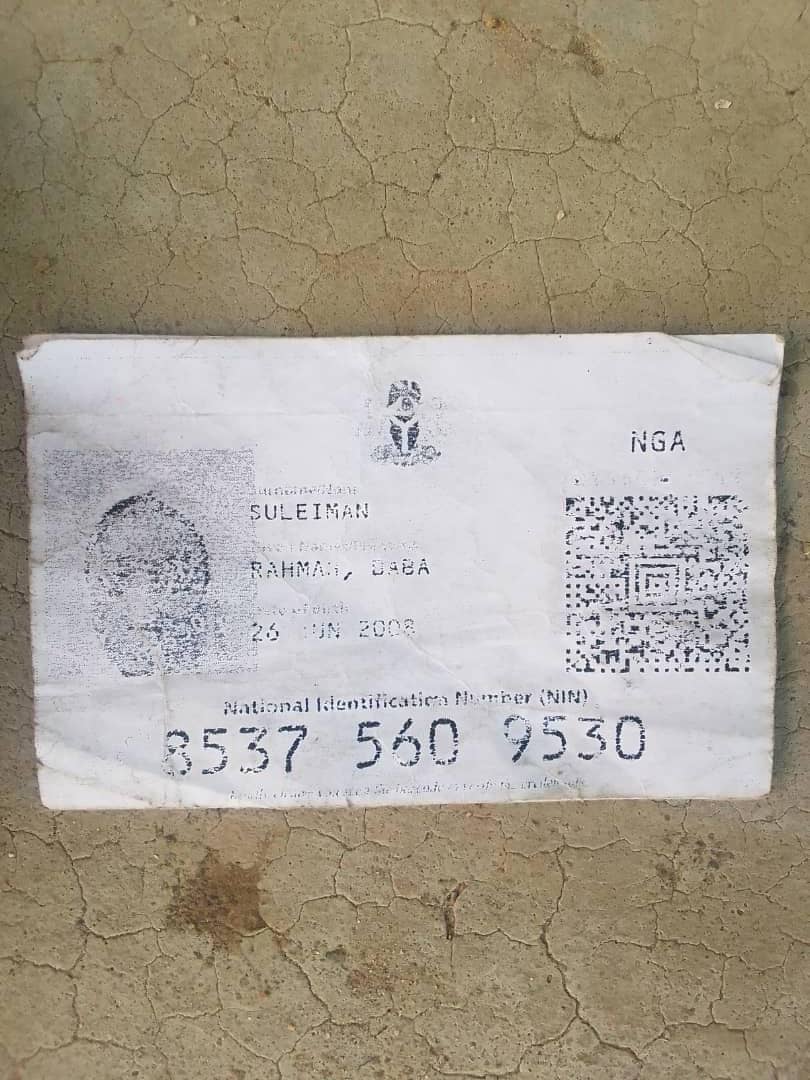 NGA
SULEIMAN
RAHMAN, BABA
26 JUN 2008
National Identification Number (NIN)
8537 560 9530